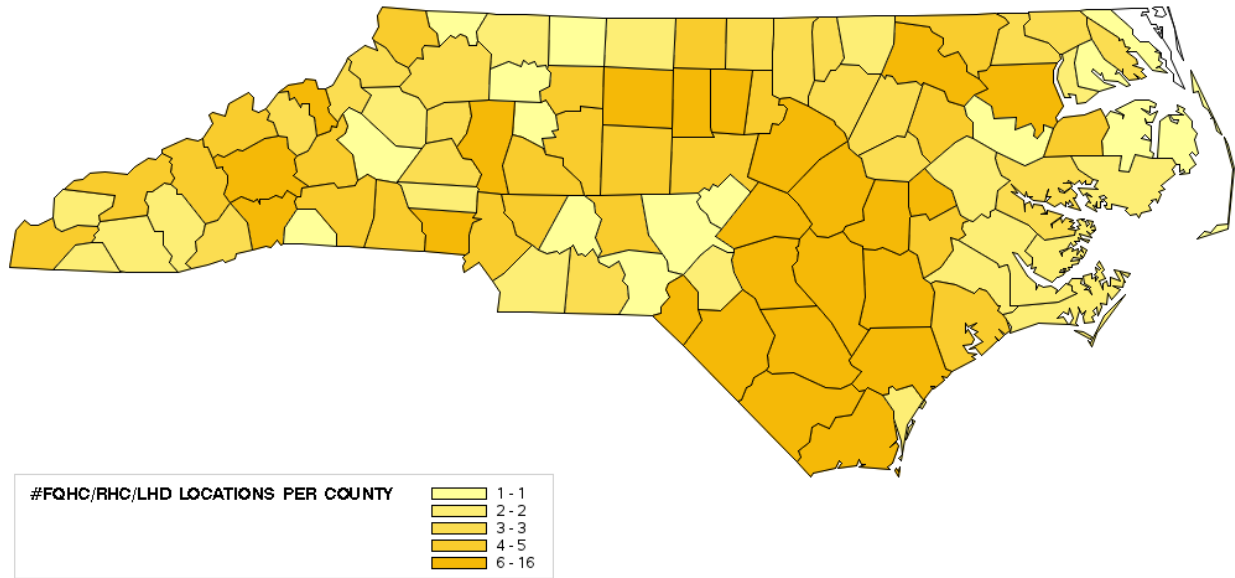 #FQHC/RHC/LHD LOCATIONS PER COUNTY
1 - 1
2 - 2
3 - 3
4 - 5
6 - 16